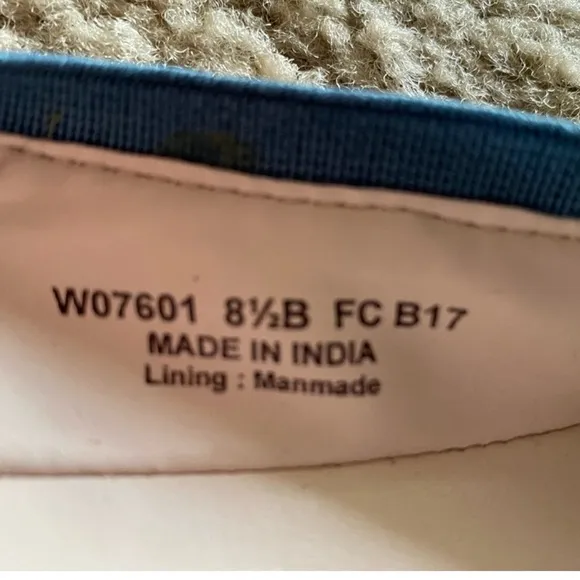 W07601 8½B FC B17
MADE IN INDIA
Lining : Manmade